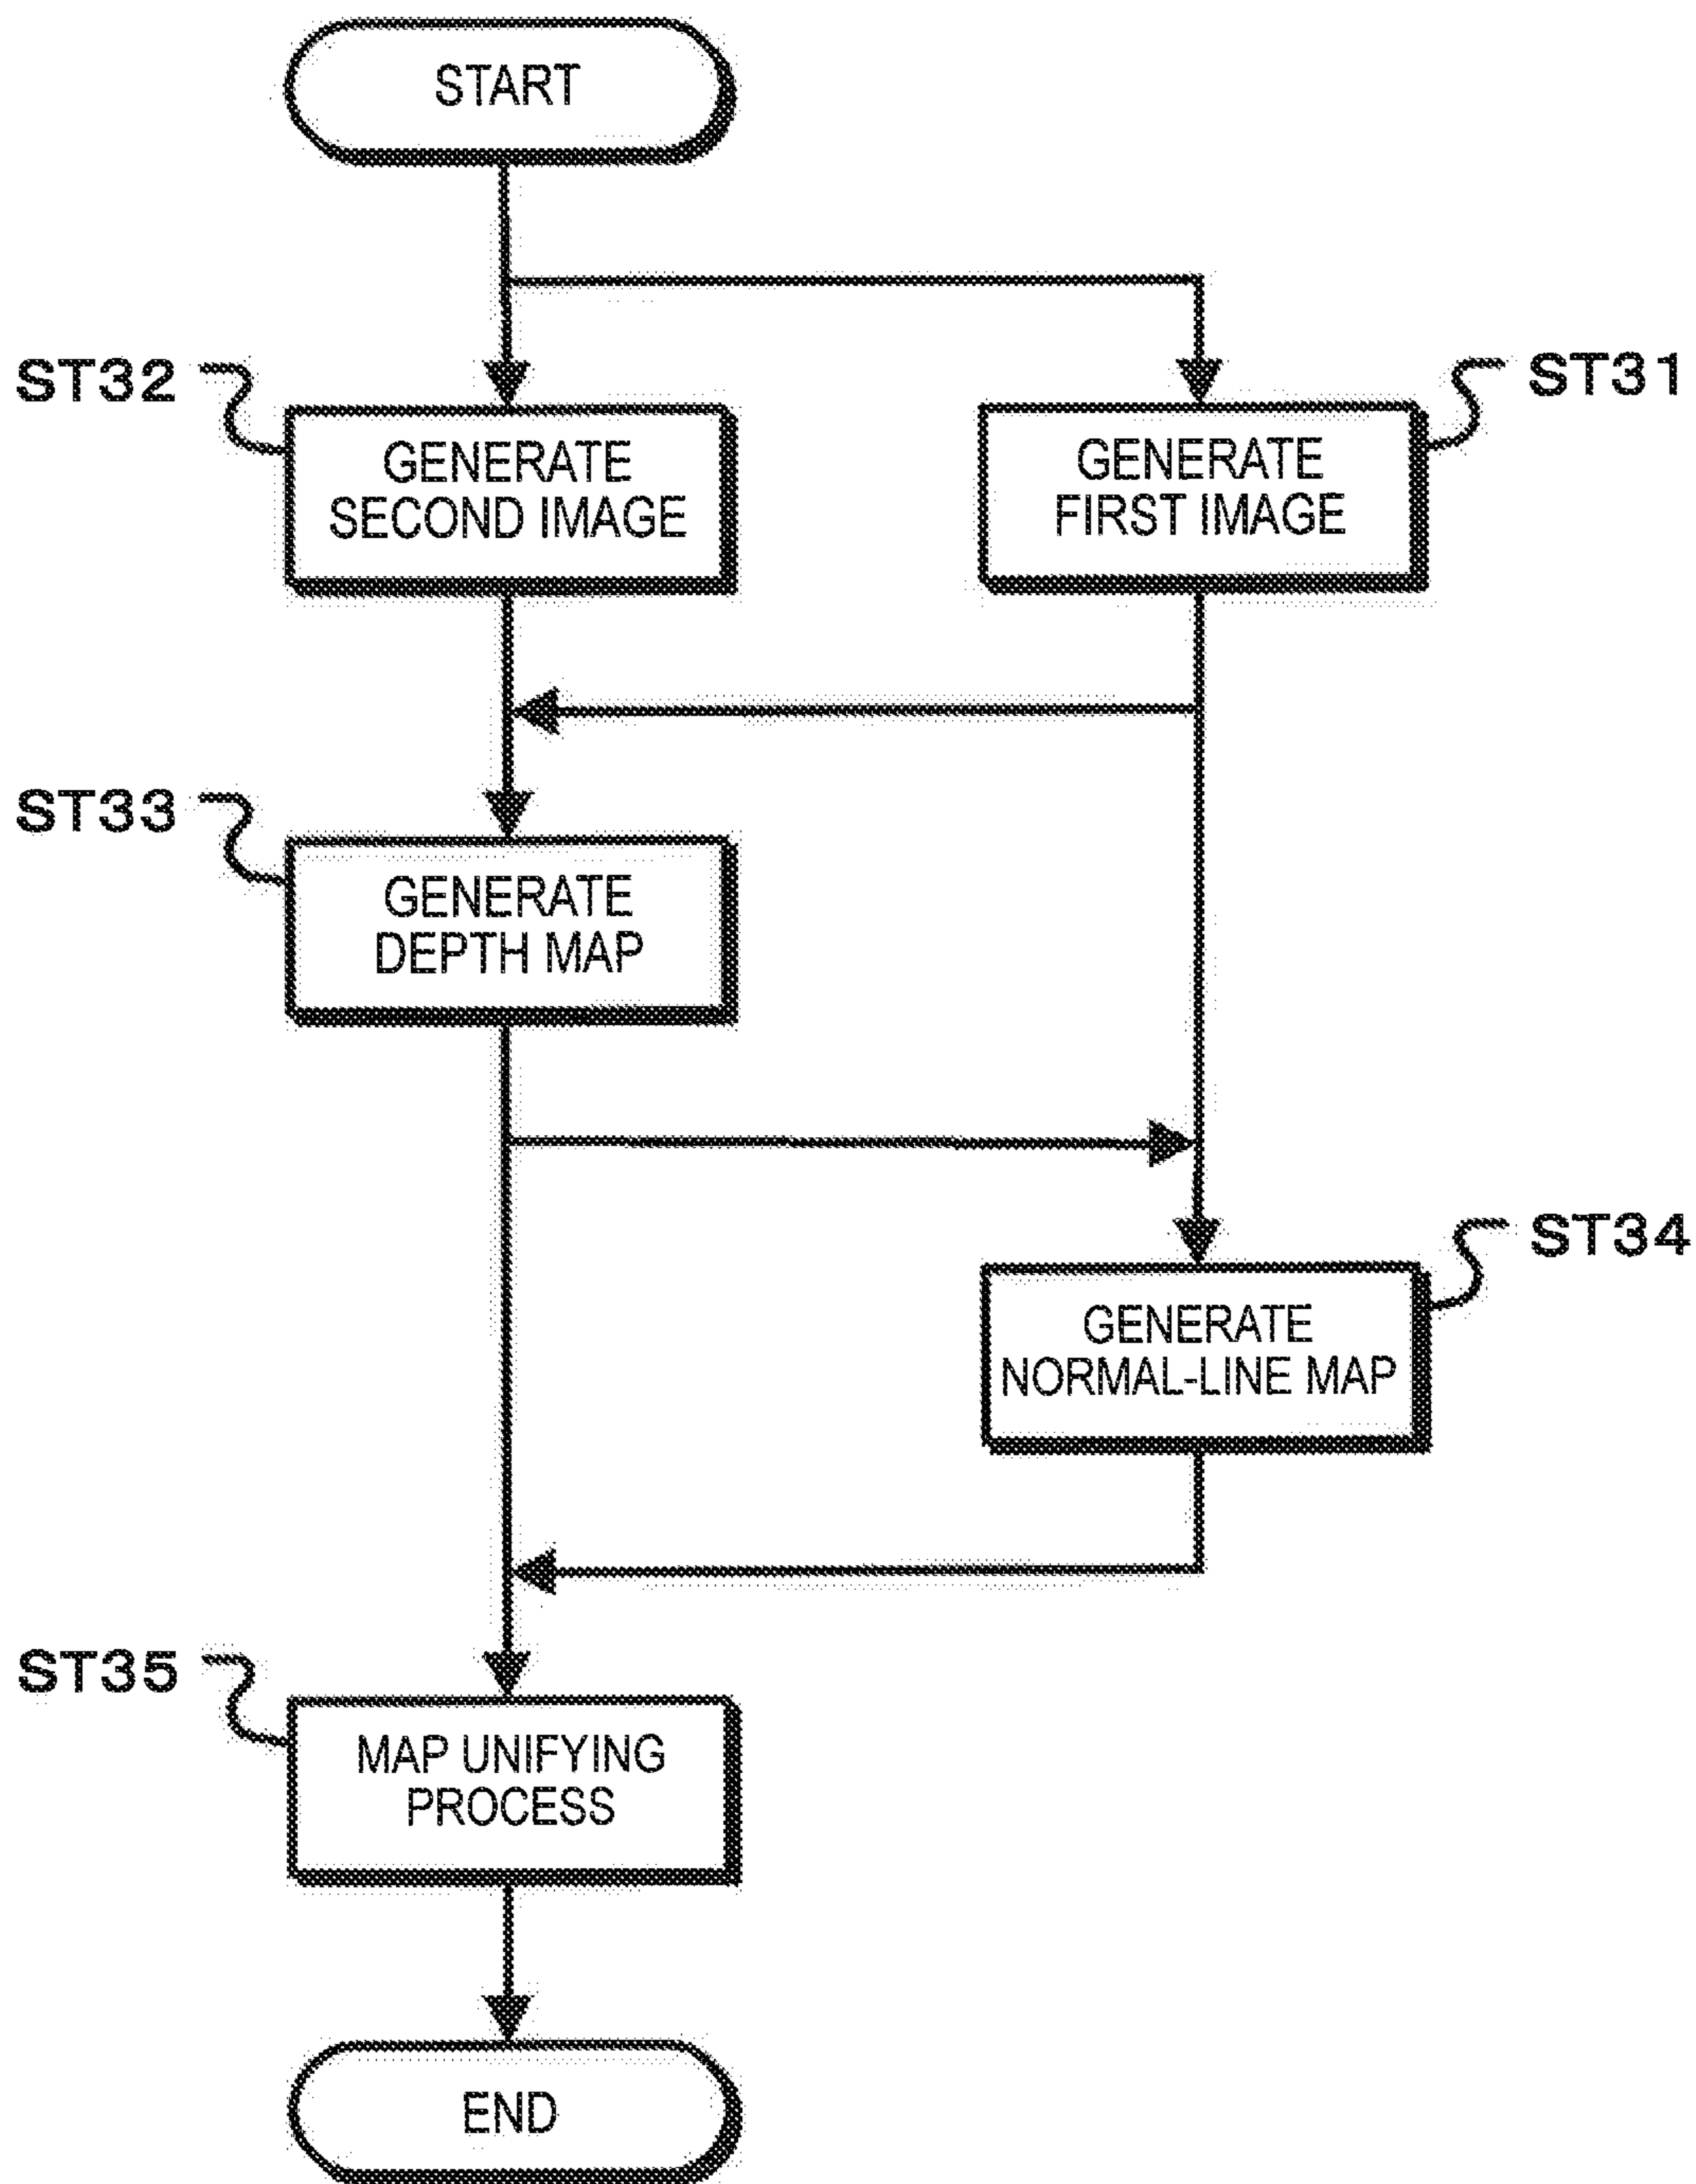 START
ST32
GENERATE
SECOND IMAGE
GENERATE
FIRST IMAGE
ST31
ST33
GENERATE
DEPTH MAP
ST34
GENERATE
NORMAL-LINE MAP
ST35
MAP UNIFYING
PROCESS
END